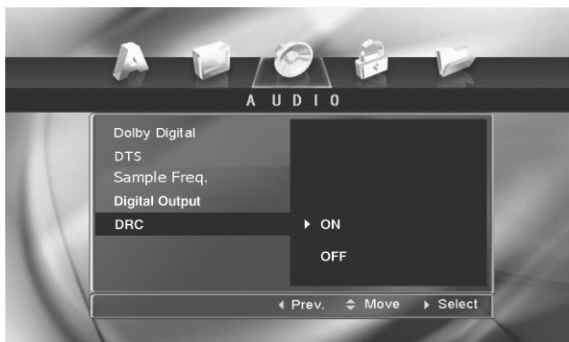 A U D I O
Dolby Digital
DTS
Sample Freq.
Digital Output
DRC
ON
OFF
Prev. Move Select